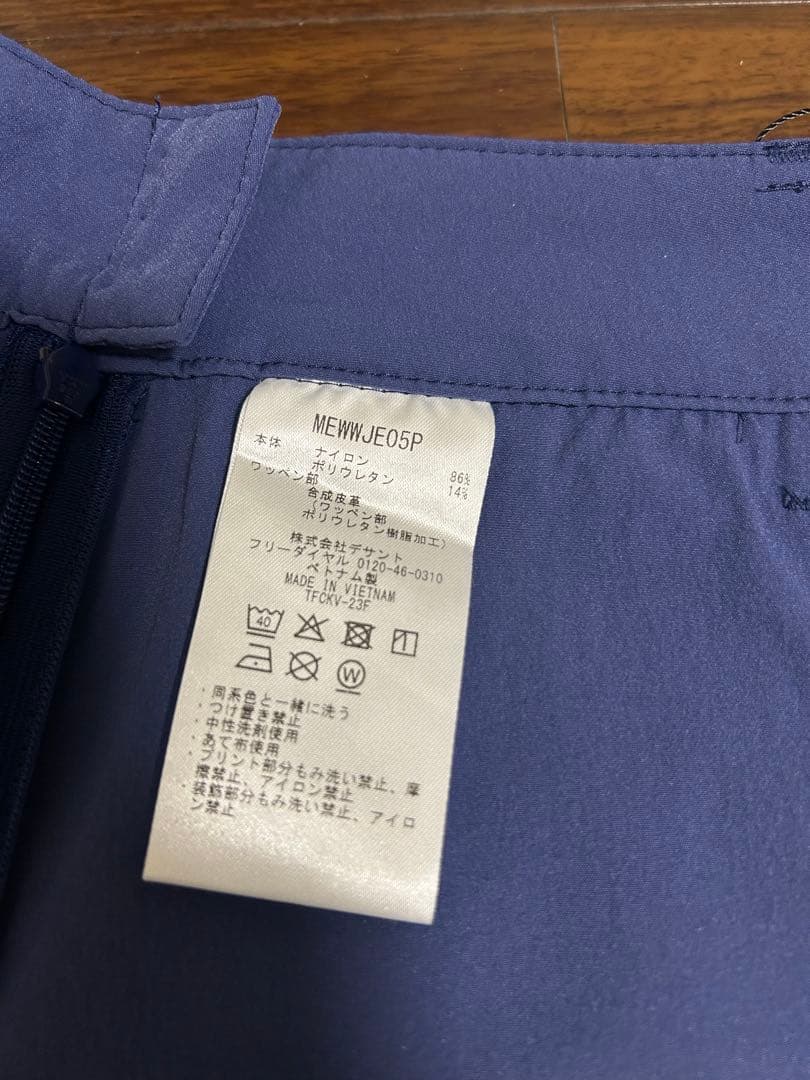 MEWWJE05P
本体 ナイロン 86%
ポリウレタン 14%
ワッペン部
合成皮革
(ワッペン部
ポリウレタン樹脂加工)
株式会社デサント
フリーダイヤル 0120-46-0310
ベトナム製
MADE IN VIETNAM
TFCKV-23F
40
W
・同系色と一緒に洗う
・つけ置き禁止
・中性洗剤使用
・あて布使用
・プリント部分もみ洗い禁止、摩
擦禁止、アイロン禁止
・装飾部分もみ洗い禁止、アイロ
ン禁止